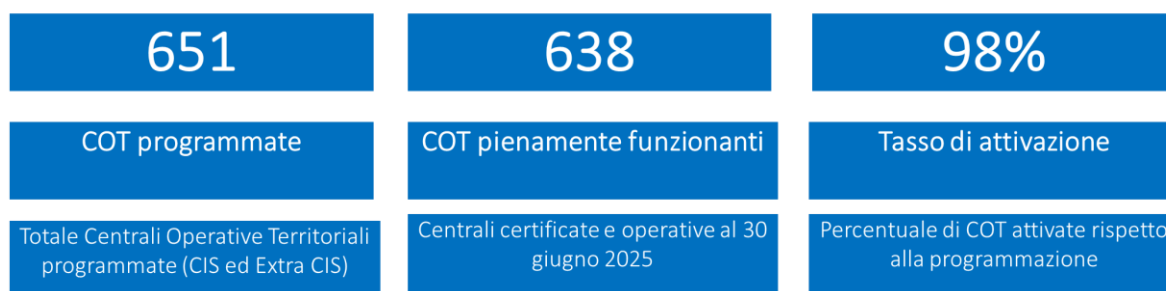 651
COT programmate
Totale Centrali Operative Territoriali
programmate (CIS ed Extra CIS)
638
COT pienamente funzionanti
Centrali certificate e operative al 30
giugno 2025
98%
Tasso di attivazione
Percentuale di COT attivate rispetto
alla programmazione